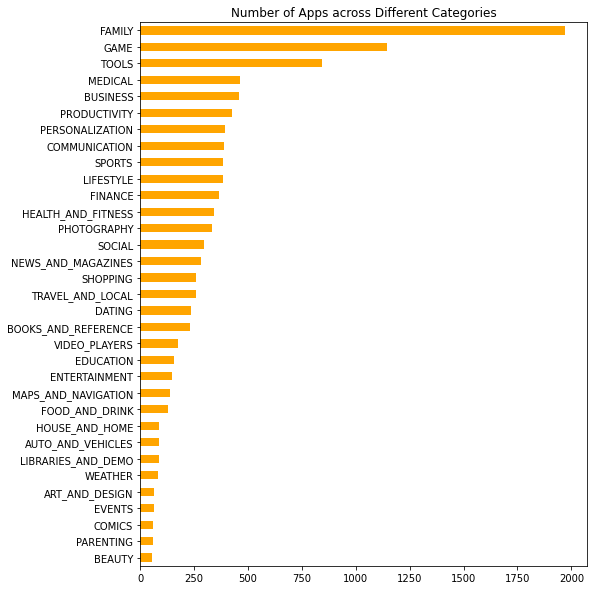 Number of Apps across Different Categories
FAMILY
GAME
TOOLS
MEDICAL
BUSINESS
PRODUCTIVITY
PERSONALIZATION
COMMUNICATION
SPORTS
LIFESTYLE
FINANCE
HEALTH_AND_FITNESS
PHOTOGRAPHY
SOCIAL
NEWS_AND_MAGAZINES
SHOPPING
TRAVEL_AND_LOCAL
DATING
BOOKS_AND_REFERENCE
VIDEO_PLAYERS
EDUCATION
ENTERTAINMENT
MAPS_AND_NAVIGATION
FOOD_AND_DRINK
HOUSE_AND_HOME
AUTO_AND_VEHICLES
LIBRARIES_AND_DEMO
WEATHER
ART_AND_DESIGN
EVENTS
COMICS
PARENTING
BEAUTY
0 250 500 750 1000 1250 1500 1750 2000